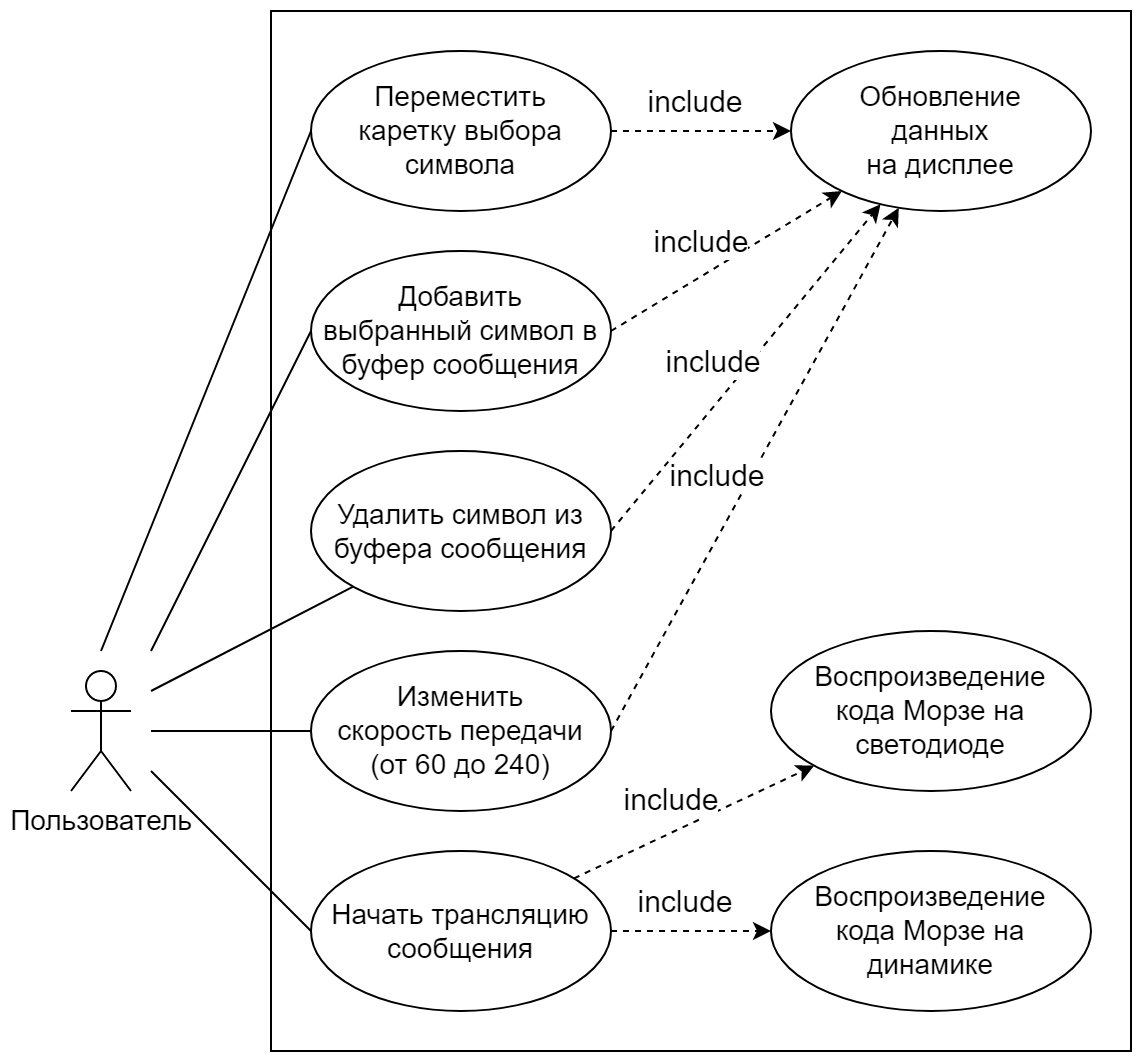 Переместить
каретку выбора
символа
include
Обновление
данных
на дисплее
include
Добавить
выбранный символ в
буфер сообщения
include
include
Удалить символ из
буфера сообщения
Изменить
скорость передачи
(от 60 до 240)
Воспроизведение
кода Морзе на
светодиоде
include
Пользователь
Начать трансляцию
сообщения
include
Воспроизведение
кода Морзе на
динамике